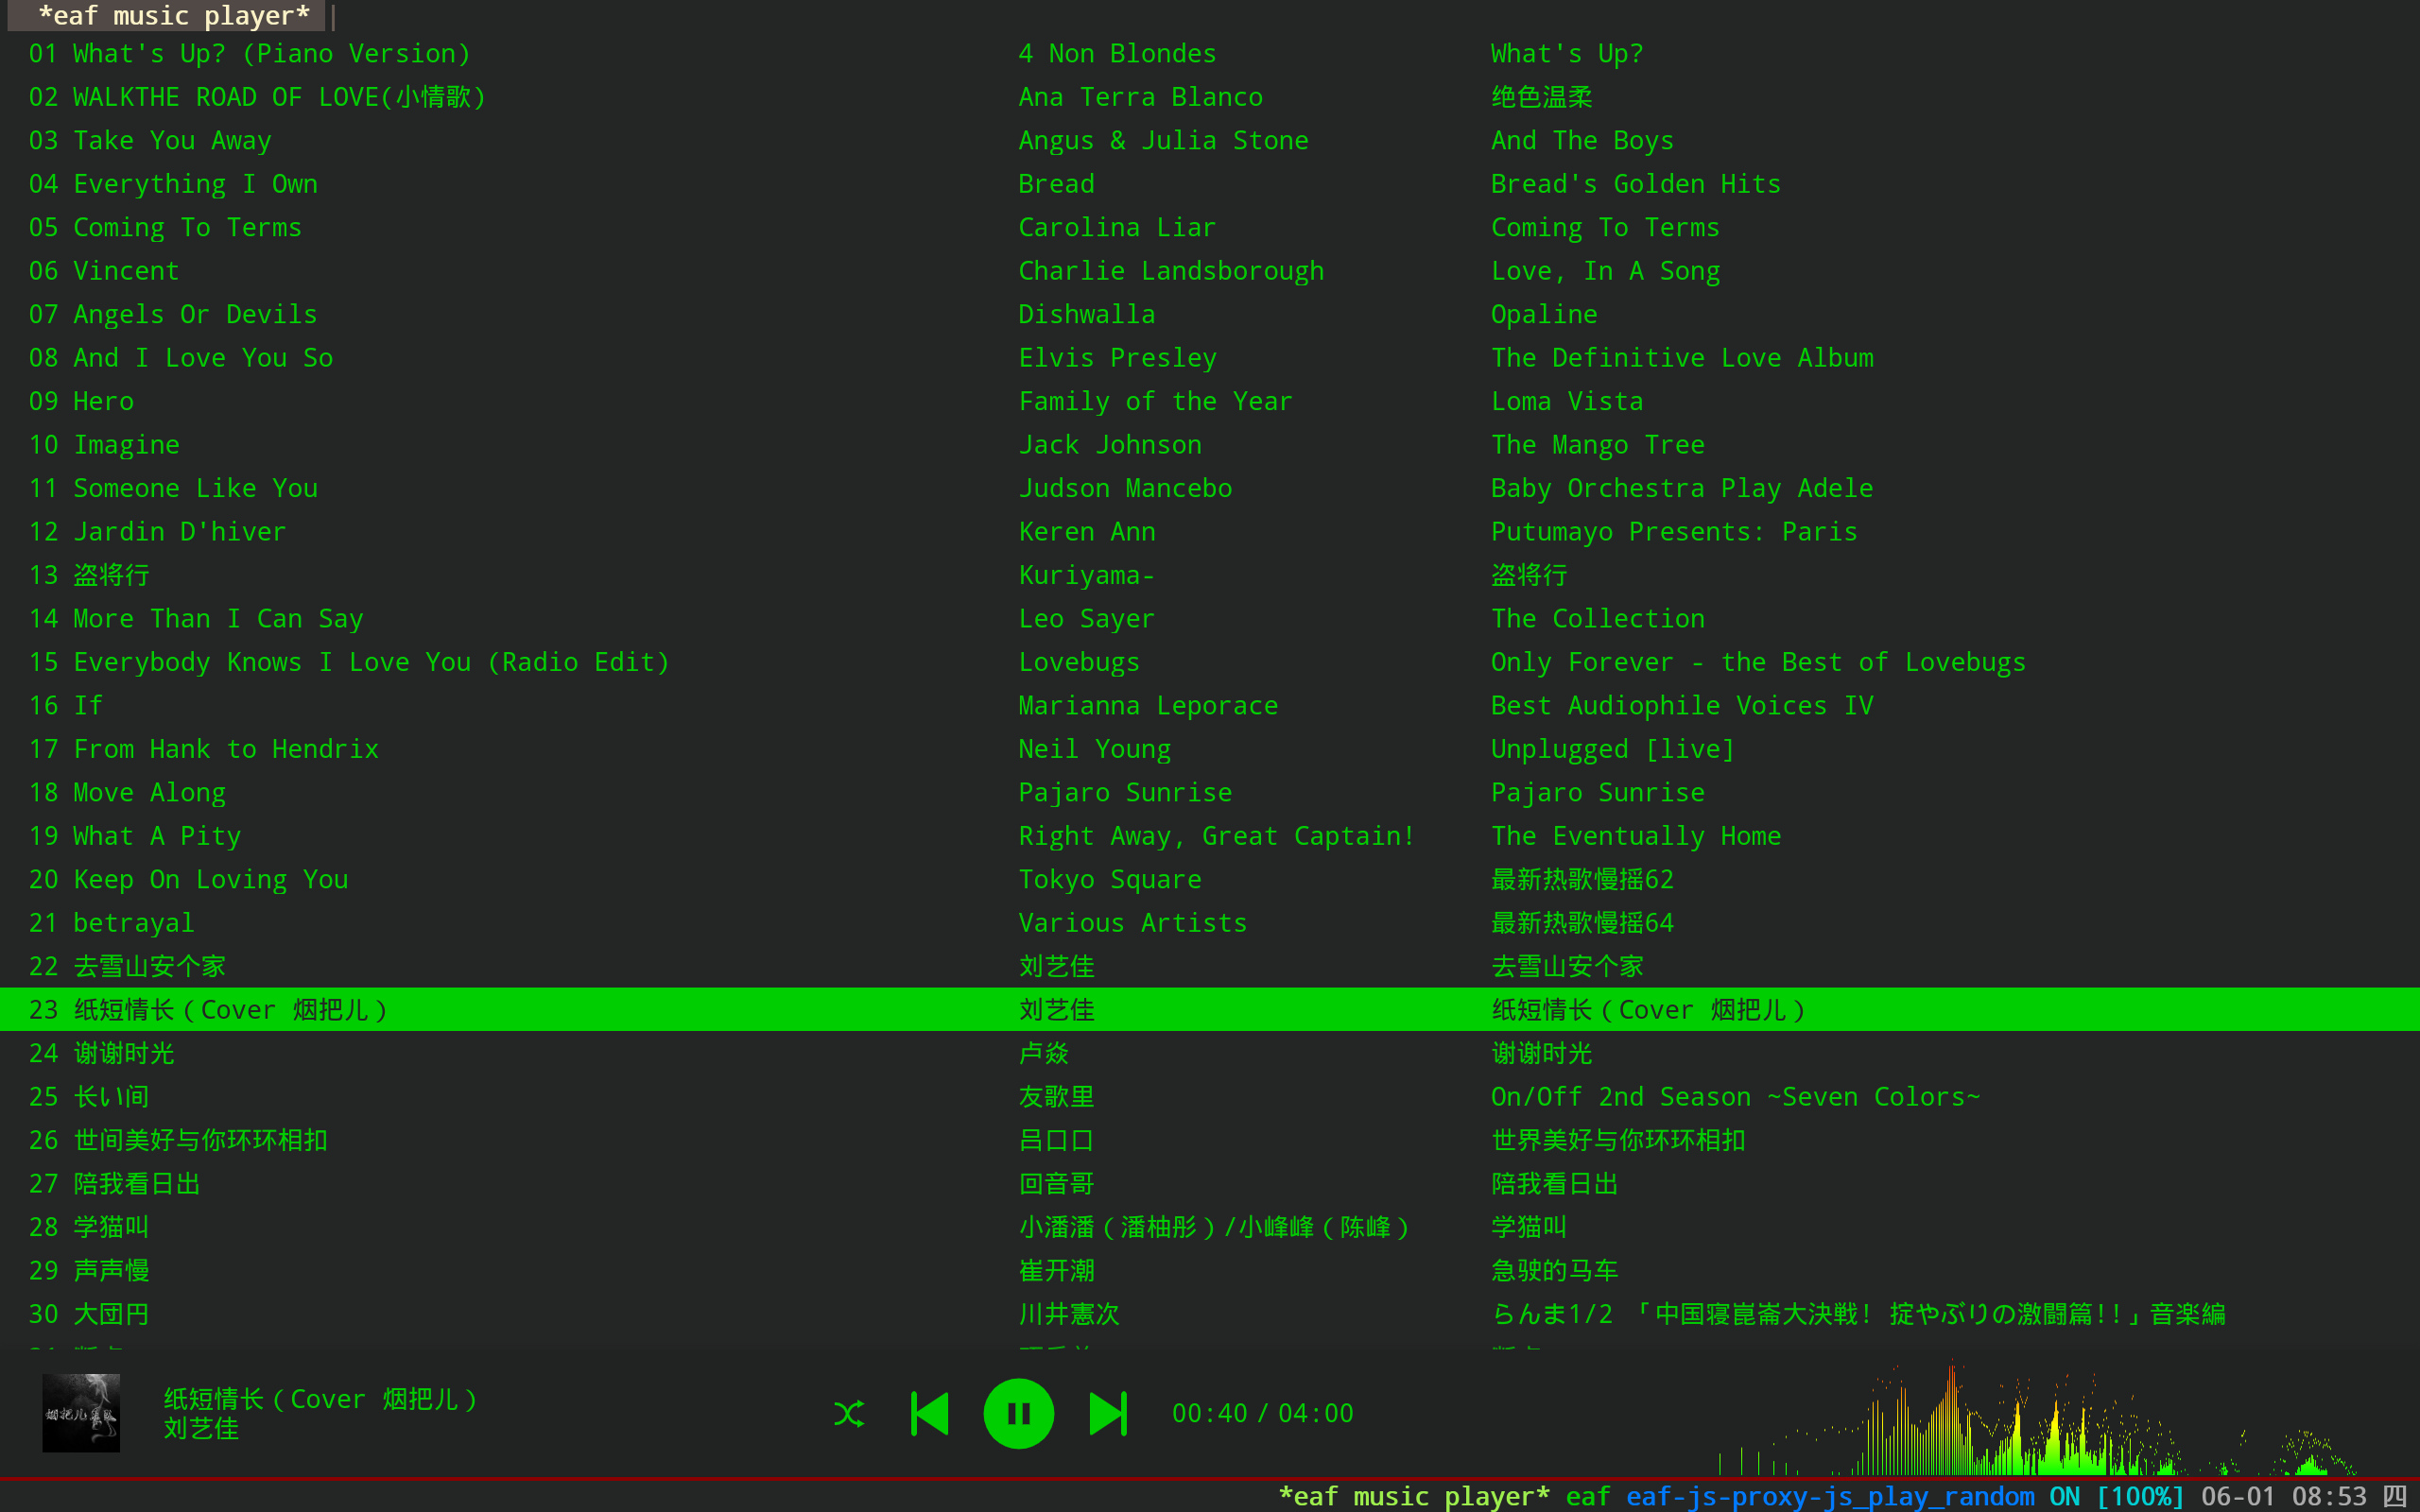 *eaf music player*
01 What's Up? (Piano Version) 4 Non Blondes What's Up?
02 WALKTHE ROAD OF LOVE(小情歌) Ana Terra Blanco 绝色温柔
03 Take You Away Angus & Julia Stone And The Boys
04 Everything I Own Bread Bread's Golden Hits
05 Coming To Terms Carolina Liar Coming To Terms
06 Vincent Charlie Landsborough Love, In A Song
07 Angels Or Devils Dishwalla Opaline
08 And I Love You So Elvis Presley The Definitive Love Album
09 Hero Family of the Year Loma Vista
10 Imagine Jack Johnson The Mango Tree
11 Someone Like You Judson Mancebo Baby Orchestra Play Adele
12 Jardin D'hiver Keren Ann Putumayo Presents: Paris
13 盗将行 Kuriyama- 盗将行
14 More Than I Can Say Leo Sayer The Collection
15 Everybody Knows I Love You (Radio Edit) Lovebugs Only Forever - the Best of Lovebugs
16 If Marianna Leporace Best Audiophile Voices IV
17 From Hank to Hendrix Neil Young Unplugged [live]
18 Move Along Pajaro Sunrise Pajaro Sunrise
19 What A Pity Right Away, Great Captain! The Eventually Home
20 Keep On Loving You Tokyo Square 最新热歌慢摇62
21 betrayal Various Artists 最新热歌慢摇64
22 去雪山安个家 刘艺佳 去雪山安个家
23 纸短情长（Cover 烟把儿） 刘艺佳 纸短情长（Cover 烟把儿）
24 谢谢时光 卢焱 谢谢时光
25 长い间 友歌里 On/Off 2nd Season ~Seven Colors~
26 世间美好与你环环相扣 吕口口 世界美好与你环环相扣
27 陪我看日出 回音哥 陪我看日出
28 学猫叫 小潘潘（潘柚彤）/小峰峰（陈峰） 学猫叫
29 声声慢 崔开潮 急驶的马车
30 大団円 川井憲次 らんま1/2 「中国寝崑崙大決戦! 掟やぶりの激闘篇!!」音楽編
纸短情长（Cover 烟把儿）
刘艺佳
00:40 / 04:00
*eaf music player* eaf eaf-js-proxy-js_play_random ON [100%] 06-01 08:53 四